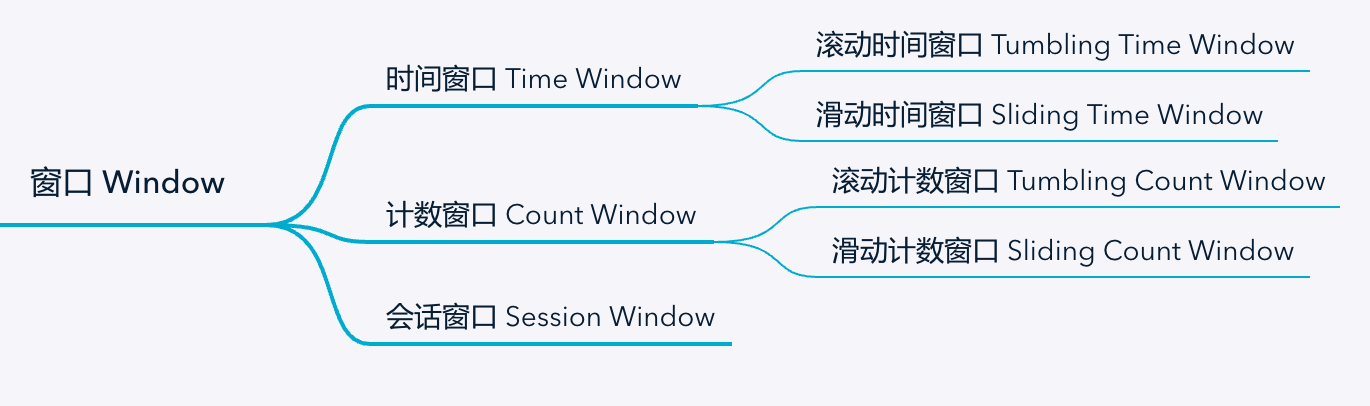 窗口 Window
时间窗口 Time Window
滚动时间窗口 Tumbling Time Window
滑动时间窗口 Sliding Time Window
计数窗口 Count Window
滚动计数窗口 Tumbling Count Window
滑动计数窗口 Sliding Count Window
会话窗口 Session Window